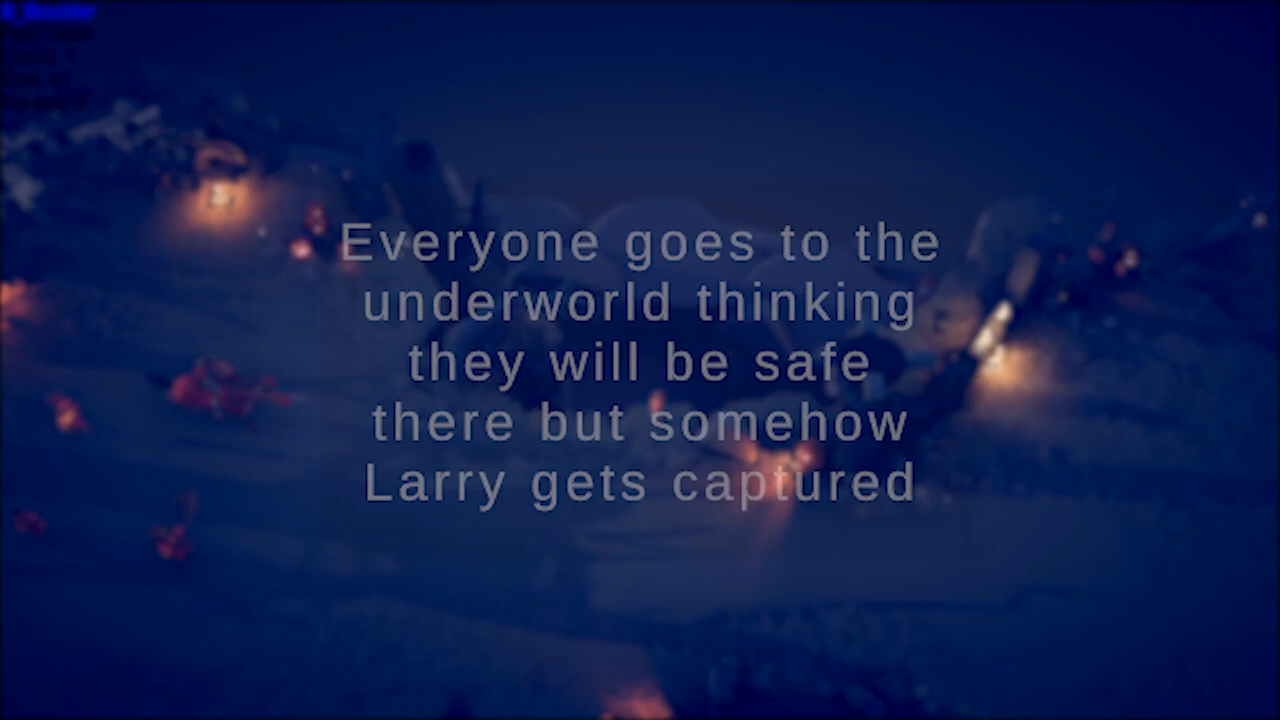 Everyone goes to the
underworld thinking
they will be safe
there but somehow
Larry gets captured